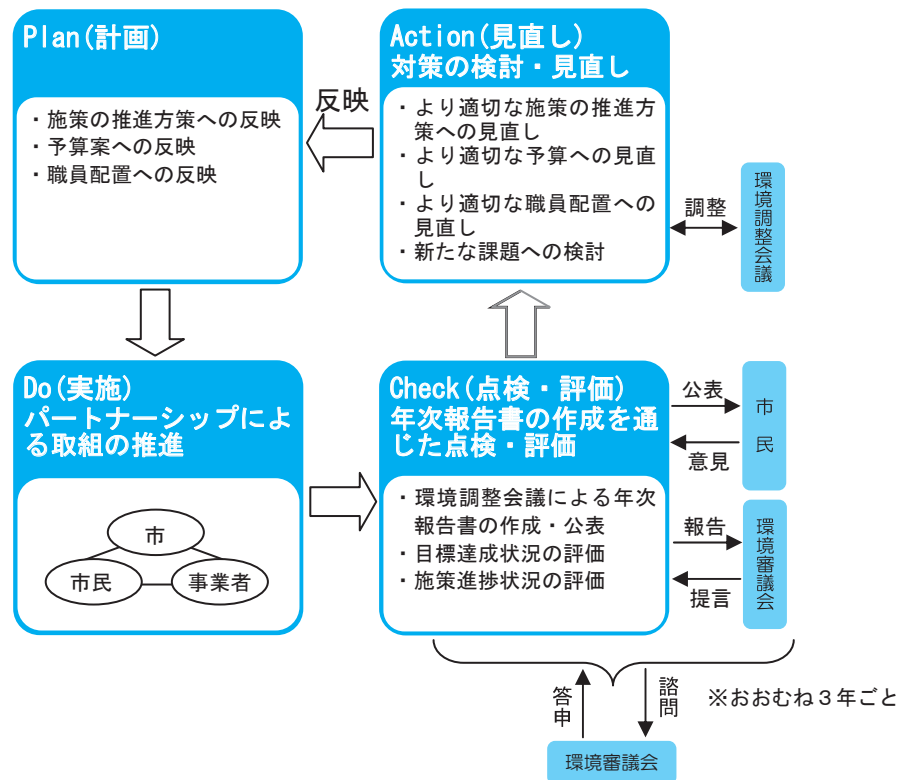 Plan(計画)
・施策の推進方策への反映
・予算案への反映
・職員配置への反映
反映
Action(見直し)
対策の検討・見直し
・より適切な施策の推進方
策への見直し
・より適切な予算への見直
し
・より適切な職員配置への
見直し
・新たな課題への検討
調整
環境調整会議
Do(実施)
パートナーシップによ
る取組の推進
市
市民
事業者
Check(点検・評価)
年次報告書の作成を通
じた点検・評価
・環境調整会議による年次
報告書の作成・公表
・目標達成状況の評価
・施策進捗状況の評価
公表
意見
市民
報告
提言
環境審議会
答申
諮問
※おおむね3年ごと
環境審議会